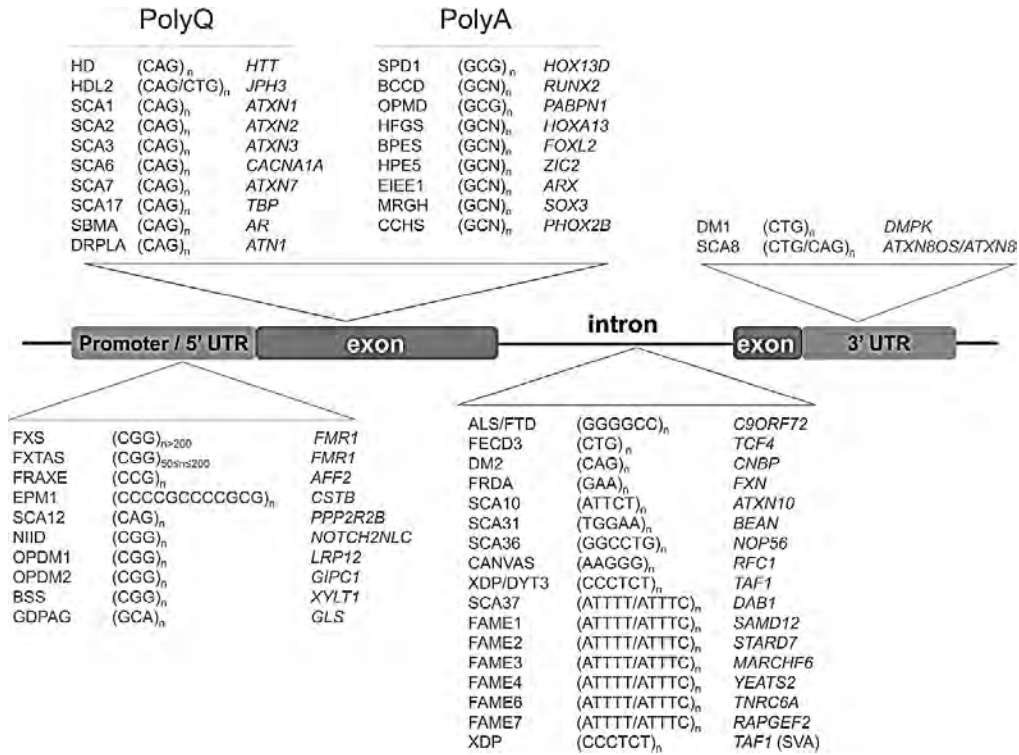 PolyQ
HD (CAG)n HTT
HDL2 (CAG/CTG)n JPH3
SCA1 (CAG)n ATXN1
SCA2 (CAG)n ATXN2
SCA3 (CAG)n ATXN3
SCA6 (CAG)n CACNA1A
SCA7 (CAG)n ATXN7
SCA17 (CAG)n TBP
SBMA (CAG)n AR
DRPLA (CAG)n ATN1
PolyA
SPD1 (GCG)n HOX13D
BCCD (GCN)n RUNX2
OPMD (GCG)n PABPN1
HFGS (GCN)n HOXA13
BPES (GCN)n FOXL2
HPE5 (GCN)n ZIC2
EIEE1 (GCN)n ARX
MRGH (GCN)n SOX3
CCHS (GCN)n PHOX2B
DM1 (CTG)n DMPK
SCA8 (CTG/CAG)n ATXN8OS/ATXN8
Promoter / 5' UTR
exon
intron
exon
3' UTR
FXS (CGG)n>200 FMR1
FXTAS (CGG)50≤n≤200 FMR1
FRAXE (CCG)n AFF2
EPM1 (CCCCGCCCCGCG)n CSTB
SCA12 (CAG)n PPP2R2B
NIID (CGG)n NOTCH2NLC
OPDM1 (CGG)n LRP12
OPDM2 (CGG)n GIPC1
BSS (CGG)n XYLT1
GDPAG (GCA)n GLS
ALS/FTD (GGGGCC)n C9ORF72
FECD3 (CTG)n TCF4
DM2 (CAG)n CNBP
FRDA (GAA)n FXN
SCA10 (ATTCT)n ATXN10
SCA31 (TGGAA)n BEAN
SCA36 (GGCCTG)n NOP56
CANVAS (AAGGG)n RFC1
XDP/DYT3 (CCCTCT)n TAF1
SCA37 (ATTTT/ATTTC)n DAB1
FAME1 (ATTTT/ATTTC)n SAMD12
FAME2 (ATTTT/ATTTC)n STARD7
FAME3 (ATTTT/ATTTC)n MARCHF6
FAME4 (ATTTT/ATTTC)n YEATS2
FAME6 (ATTTT/ATTTC)n TNRC6A
FAME7 (ATTTT/ATTTC)n RAPGEF2
XDP (CCCTCT)n TAF1 (SVA)